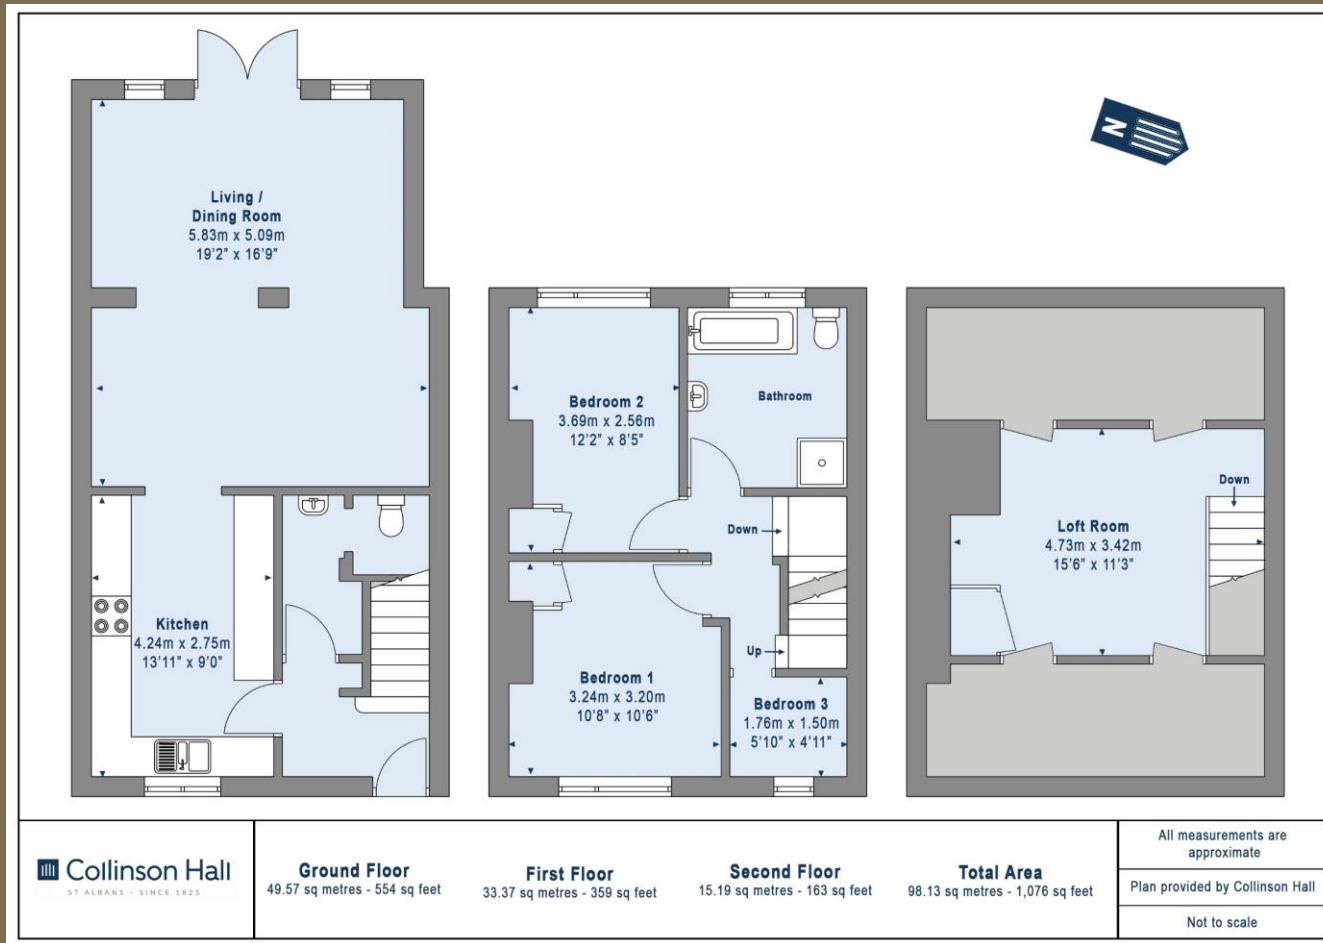 Living /
Dining Room
5.83m x 5.09m
19'2" x 16'9"
Kitchen
4.24m x 2.75m
13'11" x 9'0"
Bedroom 2
3.69m x 2.56m
12'2" x 8'5"
Bathroom
Down
Up
Bedroom 1
3.24m x 3.20m
10'8" x 10'6"
Bedroom 3
1.76m x 1.50m
5'10" x 4'11"
N
Down
Loft Room
4.73m x 3.42m
15'6" x 11'3"
Collinson Hall
ST ALBANS - SINCE 1825
Ground Floor
49.57 sq metres - 554 sq feet
First Floor
33.37 sq metres - 359 sq feet
Second Floor
15.19 sq metres - 163 sq feet
Total Area
98.13 sq metres - 1,076 sq feet
All measurements are
approximate
Plan provided by Collinson Hall
Not to scale